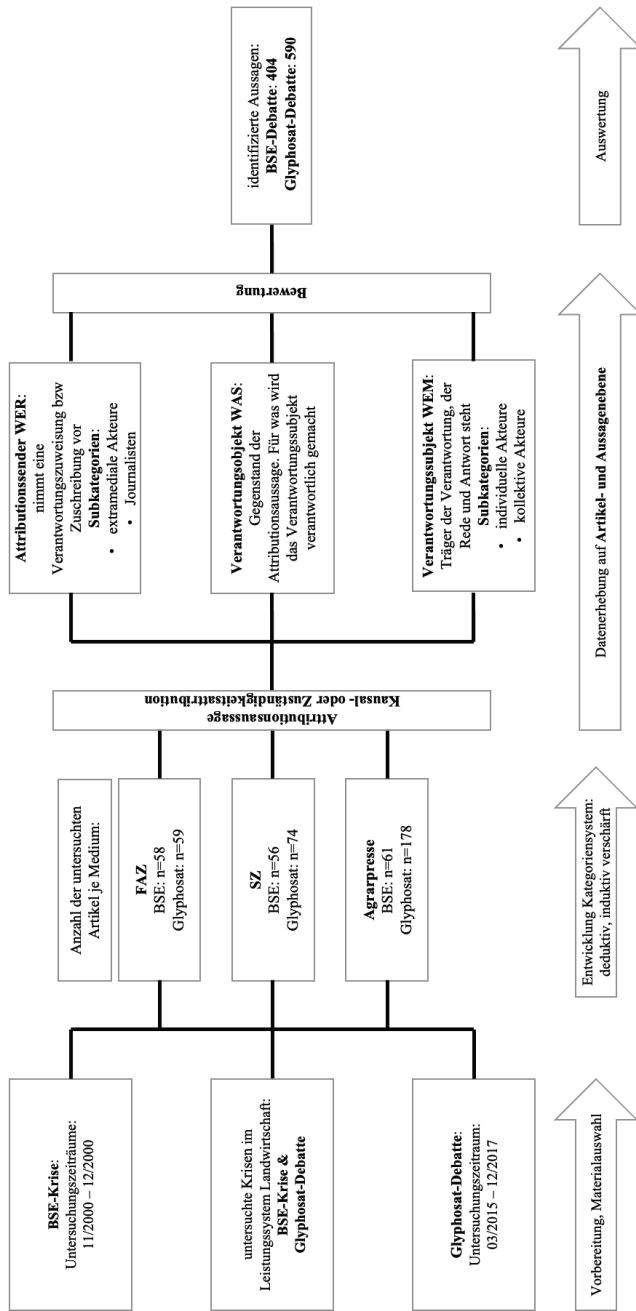 BSE-Krise:
Untersuchungszeiträume:
11/2000 – 12/2000
untersuchte Krisen im
Leistungssystem Landwirtschaft:
BSE-Krise &
Glyphosat-Debatte
Glyphosat-Debatte:
Untersuchungszeitraum:
03/2015 – 12/2017
Vorbereitung, Materialauswahl
Anzahl der untersuchten
Artikel je Medium:
FAZ
BSE: n=58
Glyphosat: n=59
SZ
BSE: n=56
Glyphosat: n=74
Agrarpresse
BSE: n=61
Glyphosat: n=178
Entwicklung Kategoriensystem:
deduktiv, induktiv verschärft
Attributionsaussage
Kausal- oder Zuständigkeitsattribution
Attributionssender WER:
nimmt eine
Verantwortungszuweisung bzw
Zuschreibung vor
Subkategorien:
• extramediale Akteure
• Journalisten
Verantwortungsobjekt WAS:
Gegenstand der
Attributionsaussage. Für was wird
das Verantwortungssubjekt
verantwortlich gemacht
Verantwortungssubjekt WEM:
Träger der Verantwortung, der
Rede und Antwort steht
Subkategorien:
• individuelle Akteure
• kollektive Akteure
Bewertung
Datenerhebung auf Artikel- und Aussagenebene
identifizierte Aussagen:
BSE-Debatte: 404
Glyphosat-Debatte: 590
Auswertung